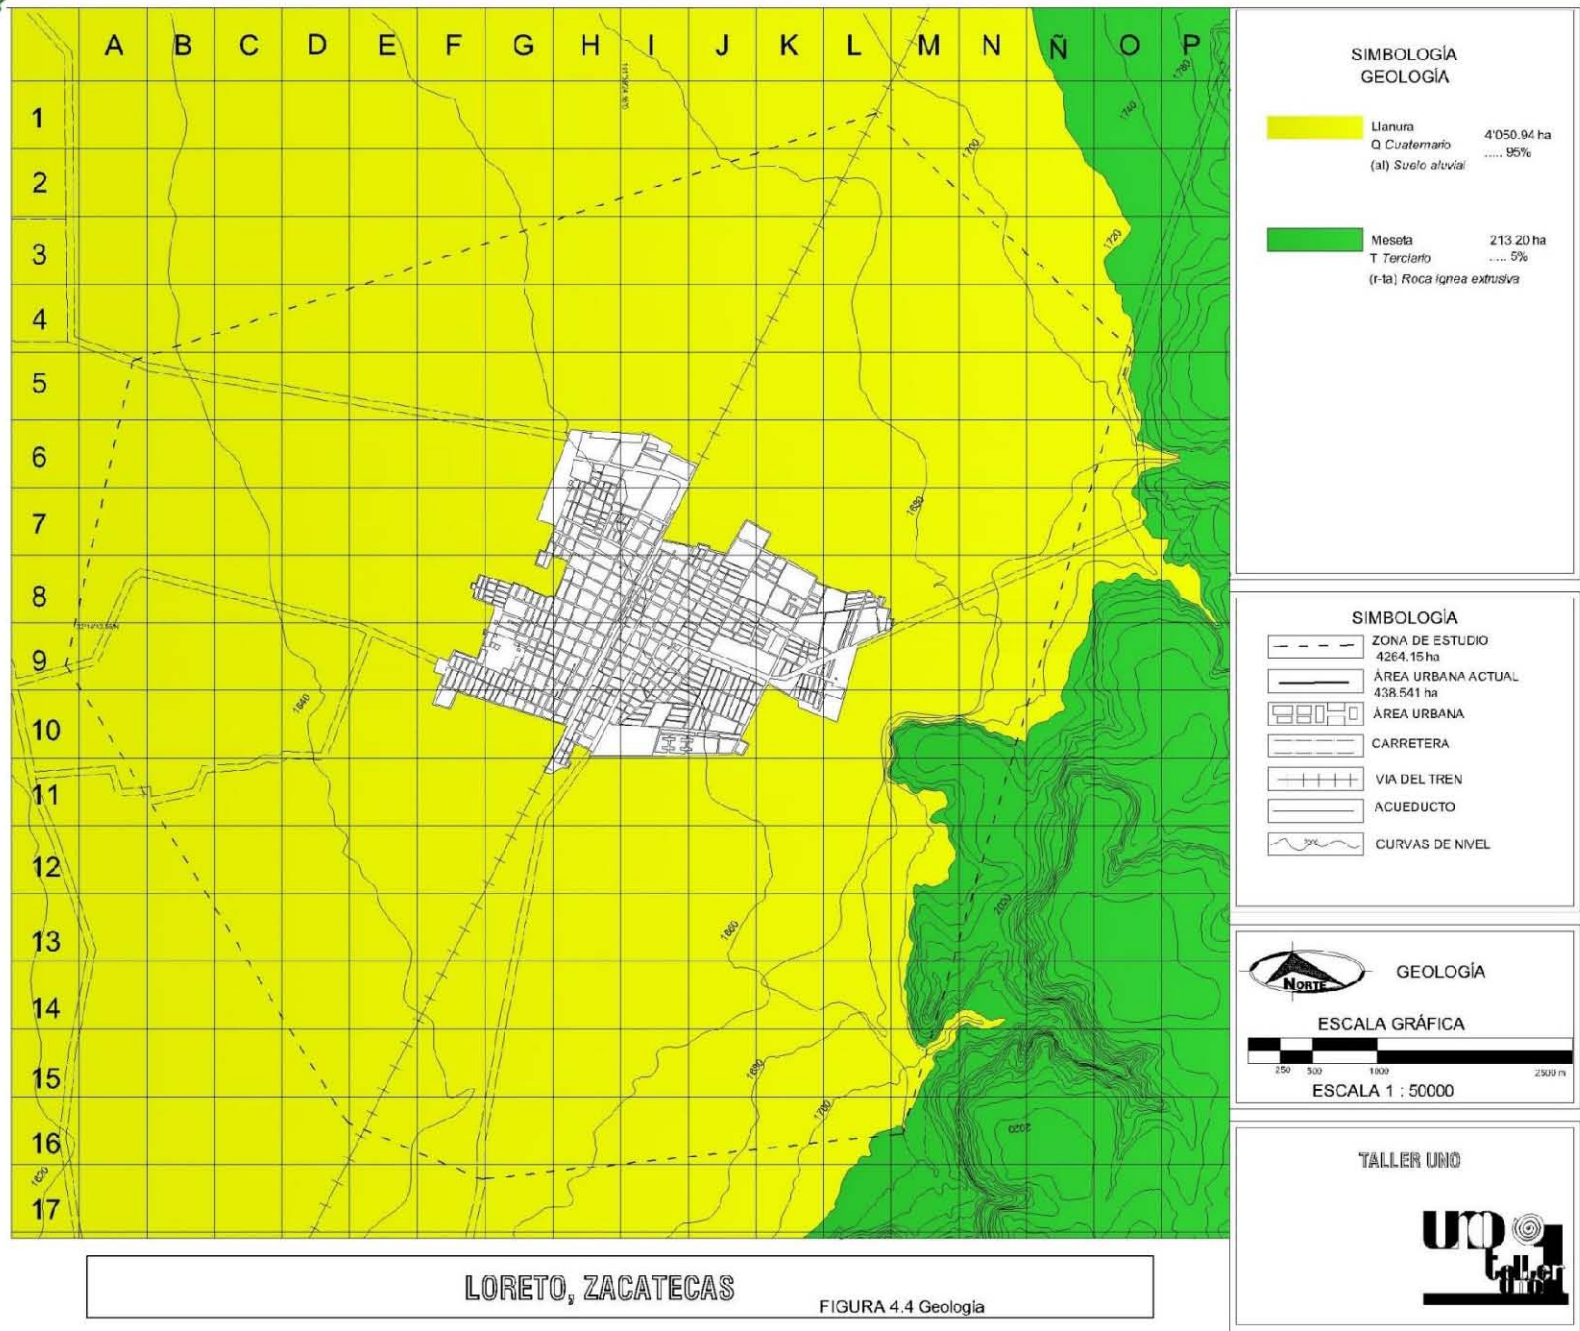 A B C D E F G H I J K L M N Ñ O P
1
2
3
4
5
6
7
8
9
10
11
12
13
14
15
16
17
1780
1740
1700
1720
1680
1640
2020
1660
1680
1700
2020
1620
SIMBOLOGÍA
GEOLOGÍA
Llanura 4'050.94 ha
Q Cuaternario ..... 95%
(al) Suelo aluvial
Meseta 213.20 ha
T Terciario ..... 5%
(r-ta) Roca ignea extrusiva
SIMBOLOGÍA
ZONA DE ESTUDIO
4264.15 ha
ÁREA URBANA ACTUAL
438.541 ha
ÁREA URBANA
CARRETERA
VIA DEL TREN
ACUEDUCTO
CURVAS DE NIVEL
NORTE
GEOLOGÍA
ESCALA GRÁFICA
250 500 1000 2500 m
ESCALA 1 : 50000
TALLER UNO
LORETO, ZACATECAS
FIGURA 4.4 Geología